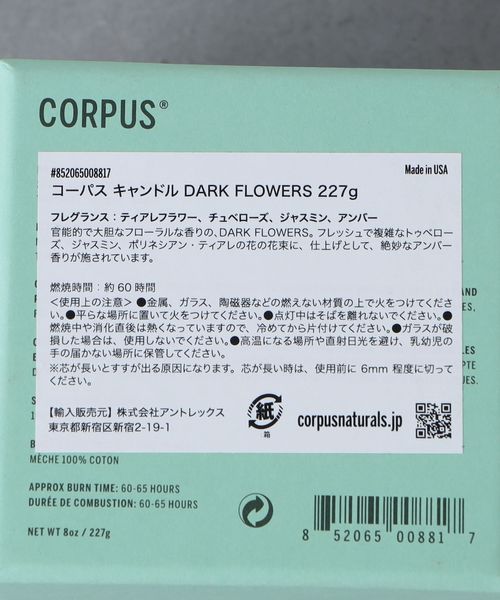 CORPUS®
#852065008817
Made in USA
コーパス キャンドル DARK FLOWERS 227g
フレグランス：ティアレフラワー、チュベローズ、ジャスミン、アンバー
官能的で大胆なフローラルな香りの、DARK FLOWERS。フレッシュで複雑なトゥベロー
ズ、ジャスミン、ポリネシアン・ティアレの花の花束に、仕上げとして、絶妙なアンバー
香りが施されています。
燃焼時間：約 60 時間
＜使用上の注意＞ ●金属、ガラス、陶磁器などの燃えない材質の上で火をつけてくださ
い。●平らな場所に置いて火をつけてください。●点灯中はそばを離れないでください。●
燃焼中や消化直後は熱くなっていますので、冷めてから片付けてください。●ガラスが破
損した場合は、使用しないでください。●高温になる場所や直射日光を避け、乳幼児の
手の届かない場所に保管してください。
※芯が長いとすすが出る原因になります。芯が長い時は、使用前に 6mm 程度に切って
ください。
【輸入販売元】株式会社アントレックス
東京都新宿区新宿2-19-1
紙
箱
corpusnaturals.jp
MÈCHE 100% COTON
APPROX BURN TIME: 60-65 HOURS
DURÉE DE COMBUSTION: 60-65 HOURS
NET WT 8oz / 227g
8 52065 00881 7